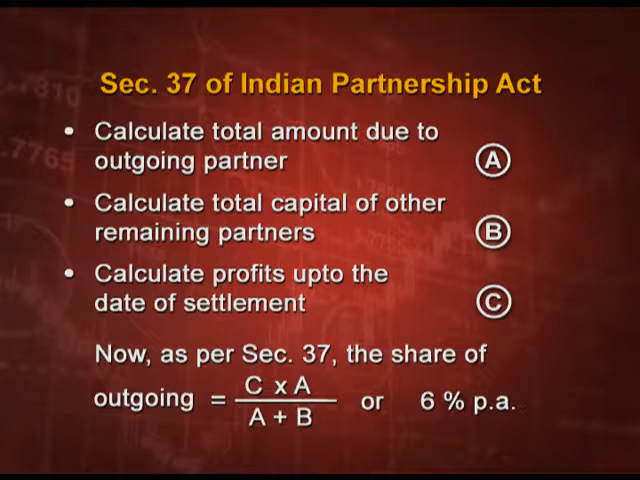 Sec. 37 of Indian Partnership Act
• Calculate total amount due to
outgoing partner A
• Calculate total capital of other
remaining partners B
• Calculate profits upto the
date of settlement C
Now, as per Sec. 37, the share of
outgoing = C x A / A + B or 6 % p.a.